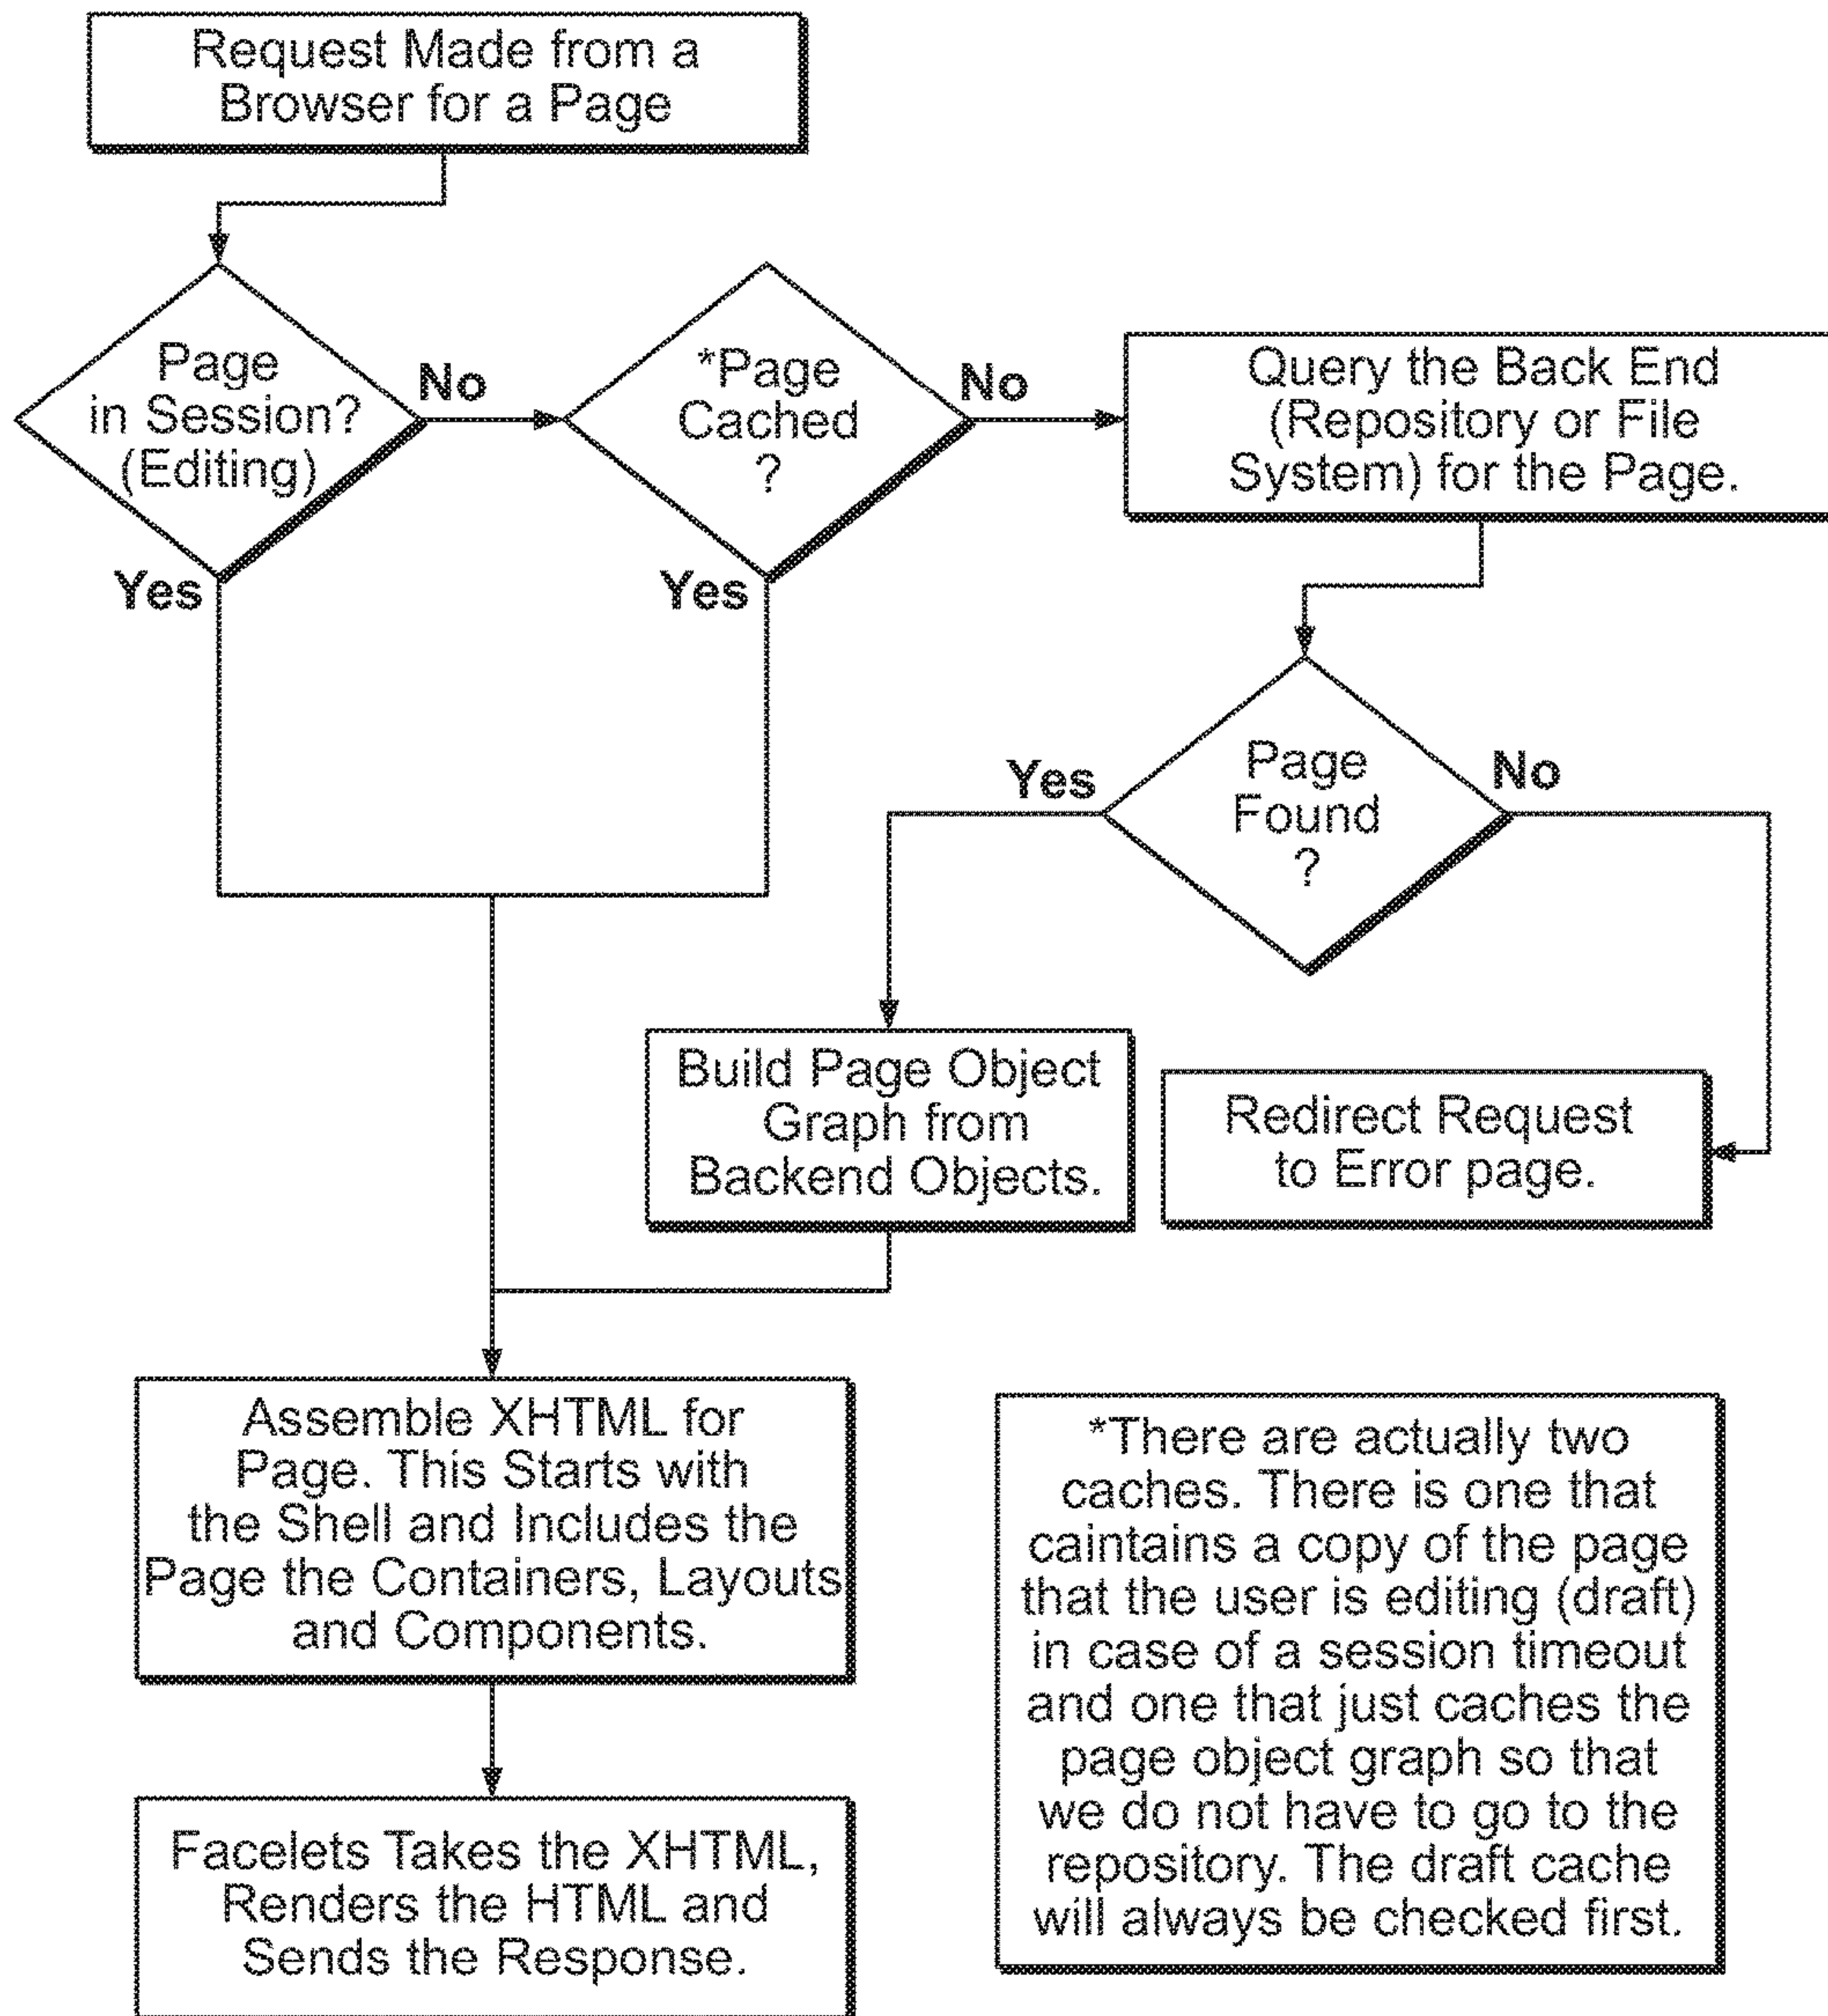 Request Made from a
Browser for a Page
Page
in Session?
(Editing)
No
Yes
*Page
Cached
?
No
Yes
Query the Back End
(Repository or File
System) for the Page.
Page
Found
?
Yes
No
Build Page Object
Graph from
Backend Objects.
Redirect Request
to Error page.
Assemble XHTML for
Page. This Starts with
the Shell and Includes the
Page the Containers, Layouts
and Components.
Facelets Takes the XHTML,
Renders the HTML and
Sends the Response.
*There are actually two
caches. There is one that
caintains a copy of the page
that the user is editing (draft)
in case of a session timeout
and one that just caches the
page object graph so that
we do not have to go to the
repository. The draft cache
will always be checked first.